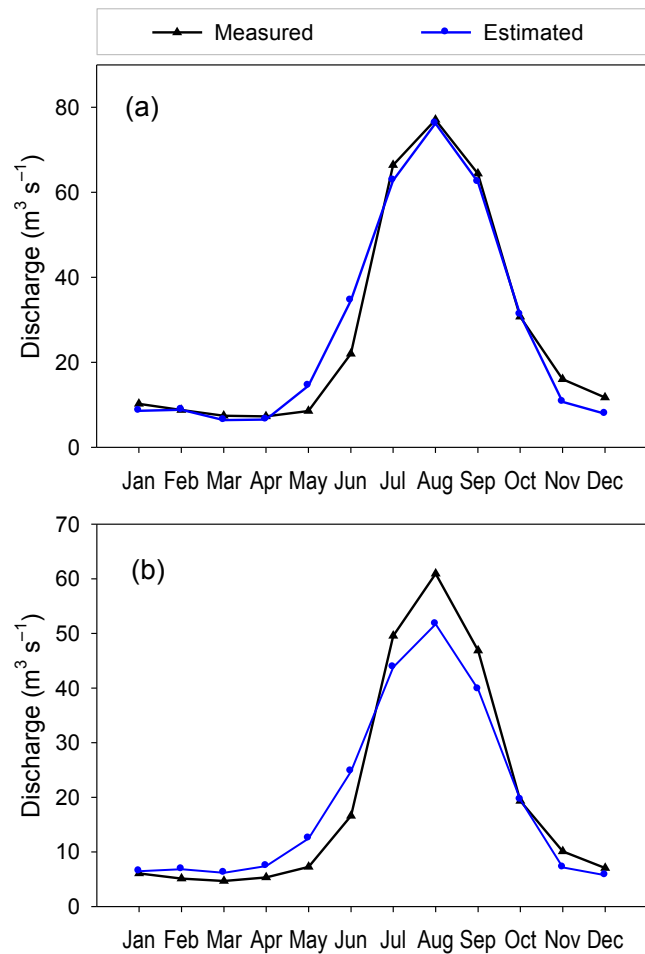 Measured Estimated
(a)
80
60
40
20
0
Discharge (m³ s⁻¹)
Jan Feb Mar Apr May Jun Jul Aug Sep Oct Nov Dec
70
(b)
60
50
40
30
20
10
0
Discharge (m³ s⁻¹)
Jan Feb Mar Apr May Jun Jul Aug Sep Oct Nov Dec